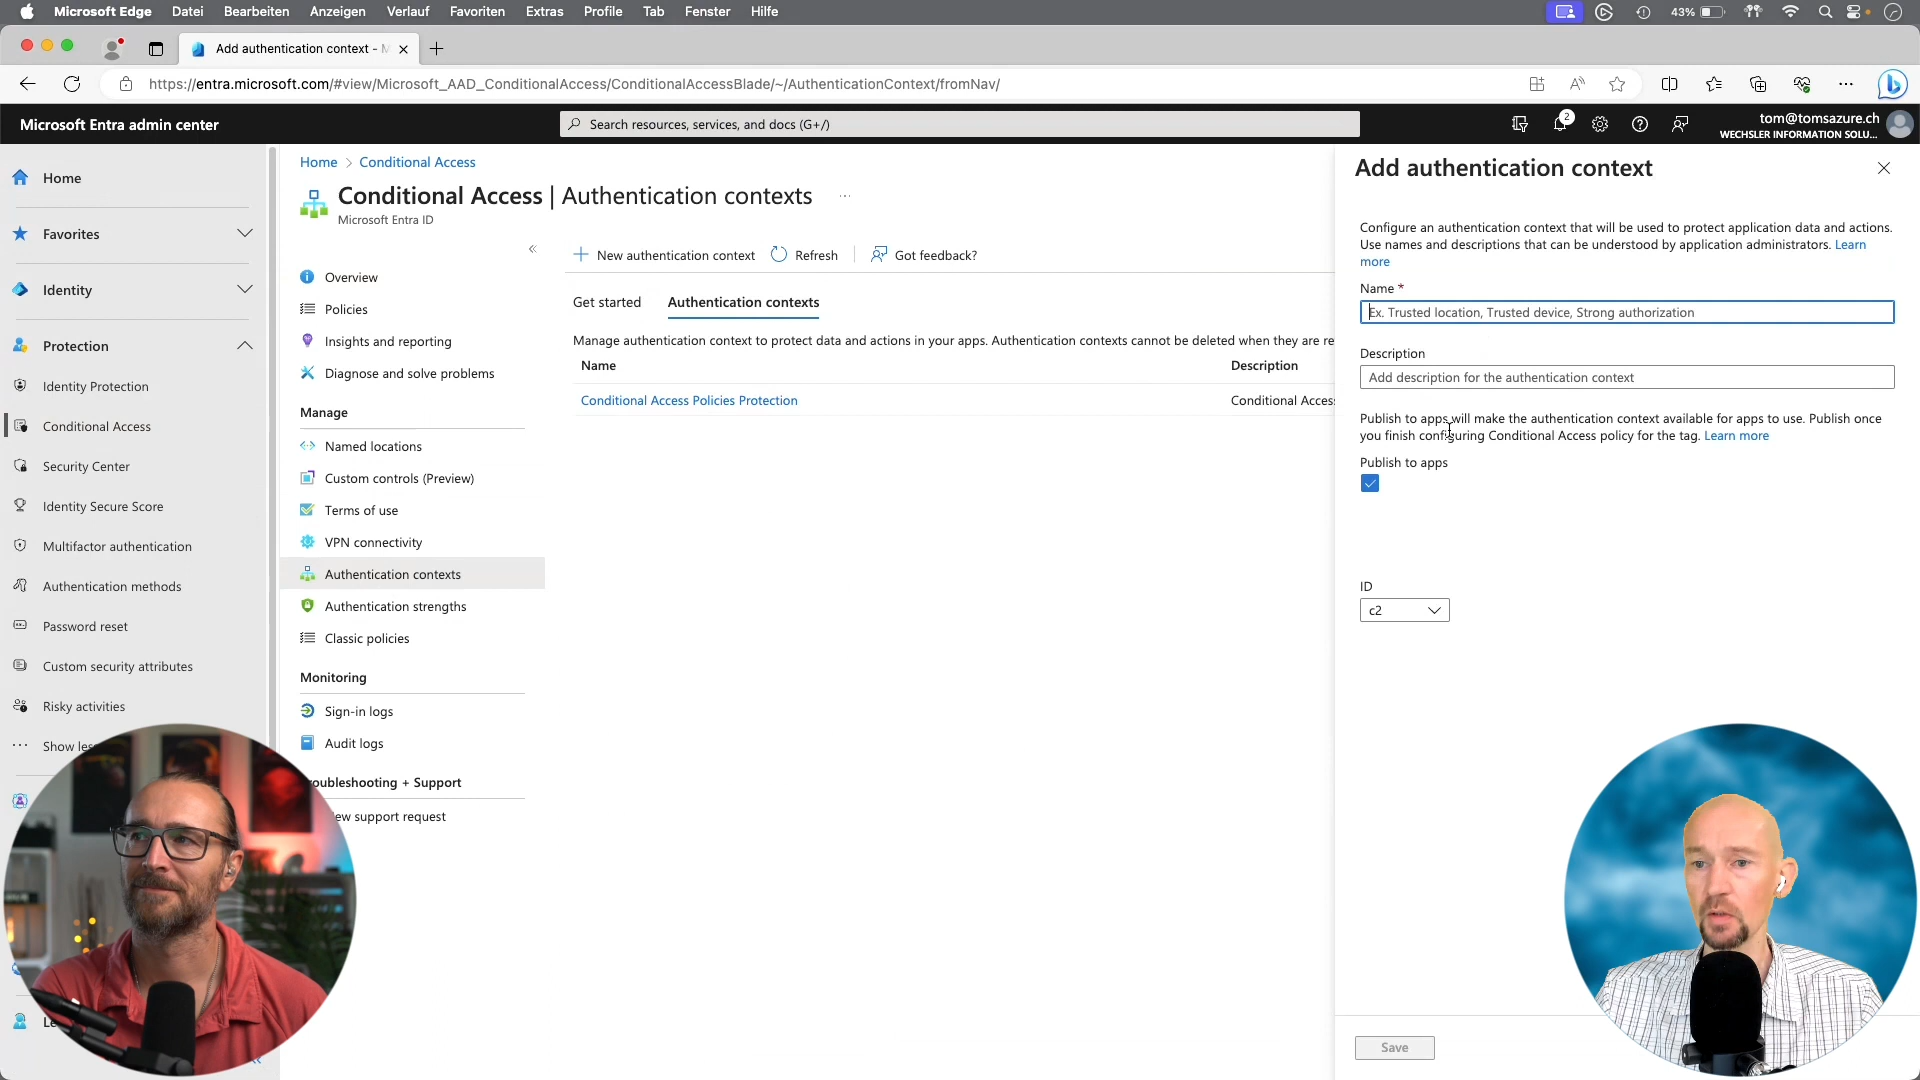 Microsoft Edge Datei Bearbeiten Anzeigen Verlauf Favoriten Extras Profile Tab Fenster Hilfe 43%
Add authentication context - M
https://entra.microsoft.com/#view/Microsoft_AAD_ConditionalAccess/ConditionalAccessBlade/~/AuthenticationContext/fromNav/
Microsoft Entra admin center
Search resources, services, and docs (G+/)
2
tom@tomsazure.ch
WECHSLER INFORMATION SOLU...
Home
Favorites
Identity
Protection
Identity Protection
Conditional Access
Security Center
Identity Secure Score
Multifactor authentication
Authentication methods
Password reset
Custom security attributes
Risky activities
Show les
Le
Home > Conditional Access
Conditional Access | Authentication contexts ...
Microsoft Entra ID
Overview
Policies
Insights and reporting
Diagnose and solve problems
Manage
Named locations
Custom controls (Preview)
Terms of use
VPN connectivity
Authentication contexts
Authentication strengths
Classic policies
Monitoring
Sign-in logs
Audit logs
roubleshooting + Support
ew support request
New authentication context Refresh Got feedback?
Get started Authentication contexts
Manage authentication context to protect data and actions in your apps. Authentication contexts cannot be deleted when they are re
Name Description
Conditional Access Policies Protection Conditional Access
Add authentication context
Configure an authentication context that will be used to protect application data and actions.
Use names and descriptions that can be understood by application administrators. Learn
more
Name *
Ex. Trusted location, Trusted device, Strong authorization
Description
Add description for the authentication context
Publish to apps will make the authentication context available for apps to use. Publish once
you finish configuring Conditional Access policy for the tag. Learn more
Publish to apps
ID
c2
Save